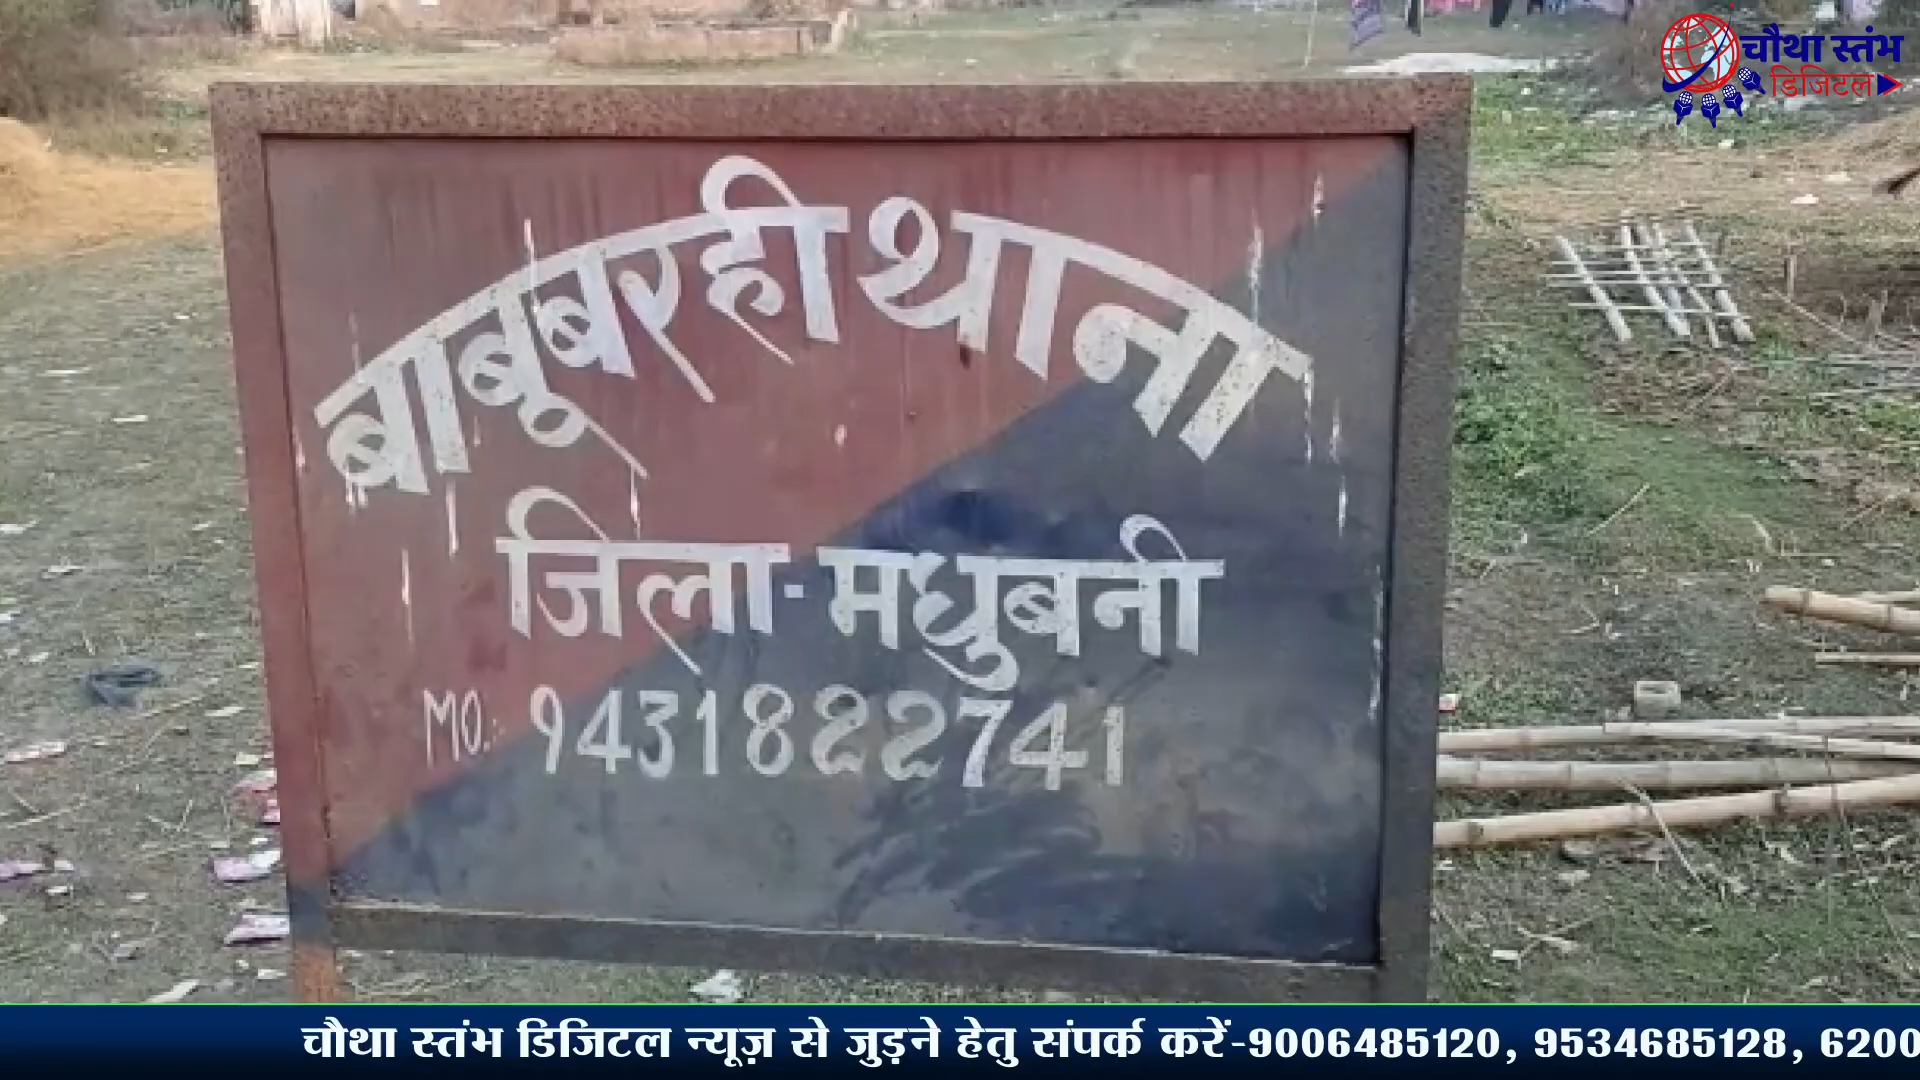 चौथा स्तंभ
डिजिटल
बाबूबरही थाना
जिला-मधुबनी
MO.: 9431822741
चौथा स्तंभ डिजिटल न्यूज़ से जुड़ने हेतु संपर्क करें-9006485120, 9534685128, 6200